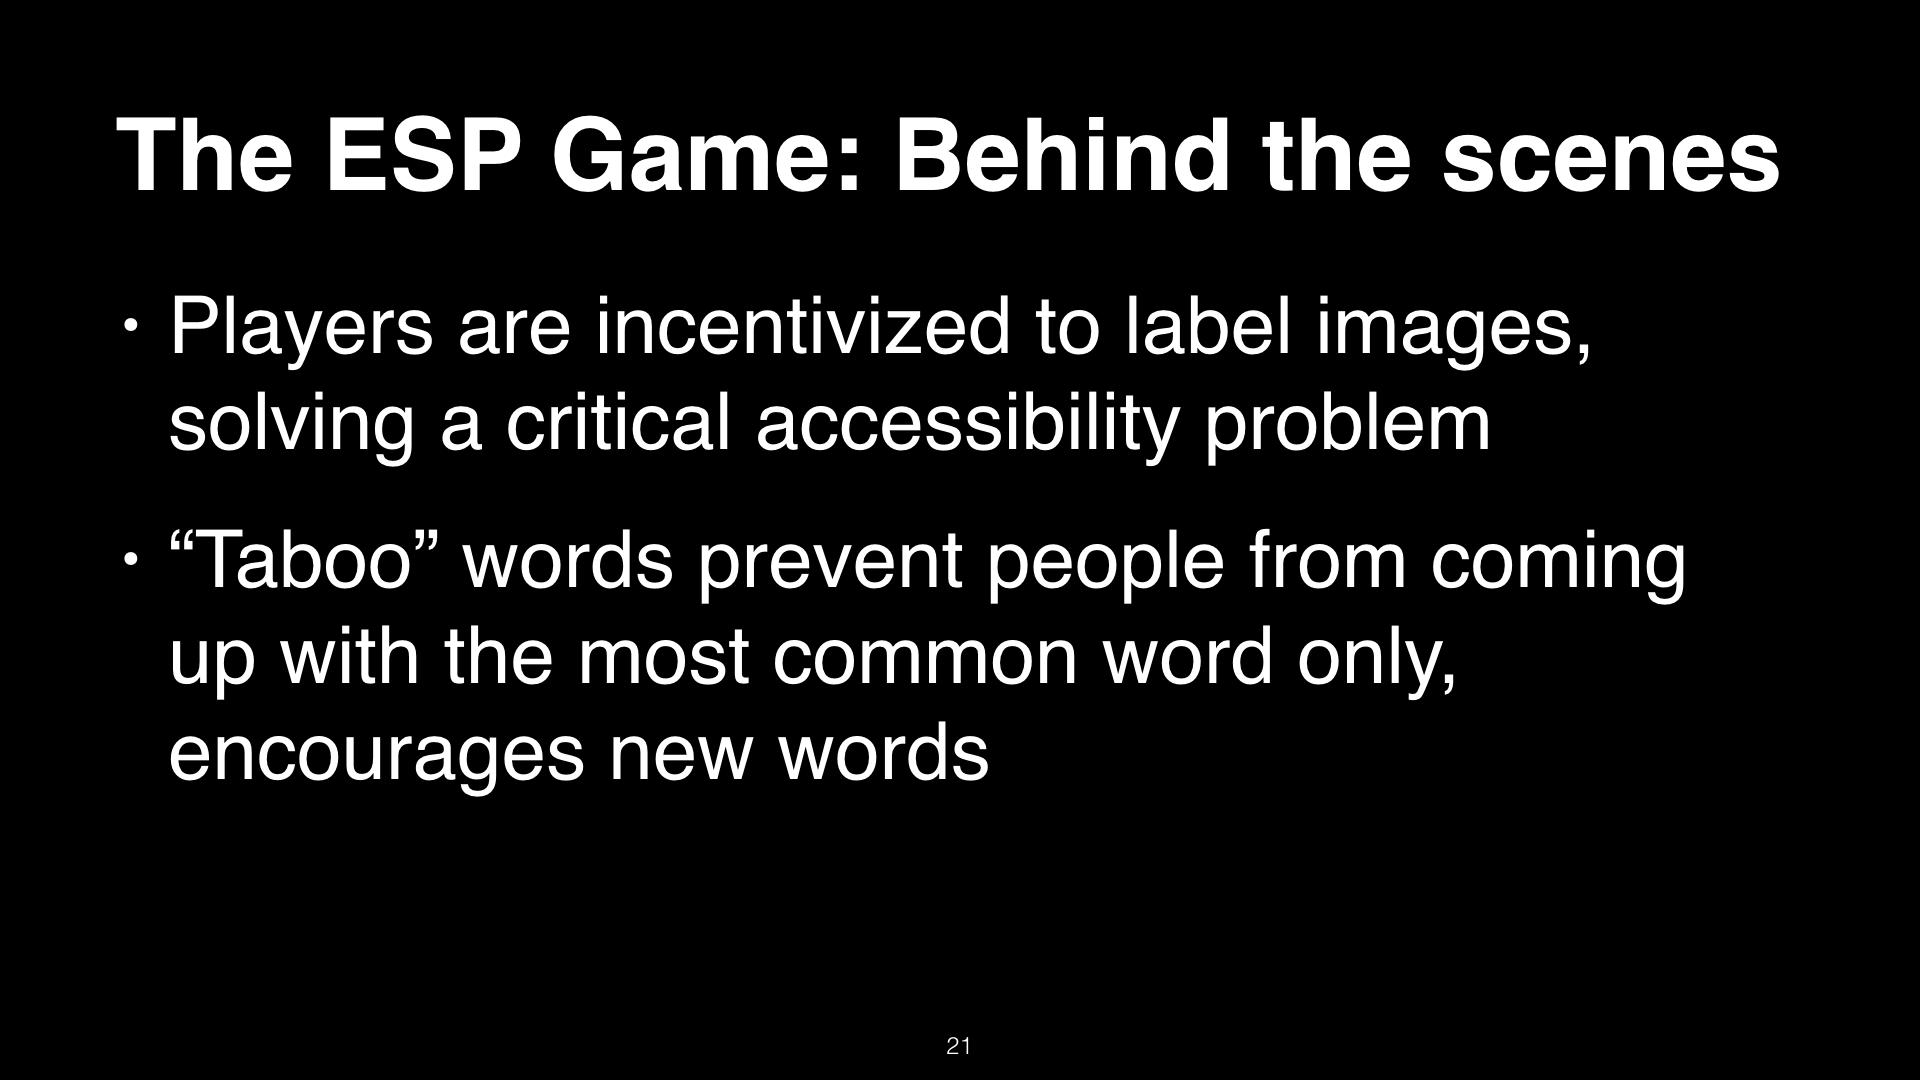 The ESP Game: Behind the scenes
• Players are incentivized to label images,
solving a critical accessibility problem
• “Taboo” words prevent people from coming
up with the most common word only,
encourages new words
21